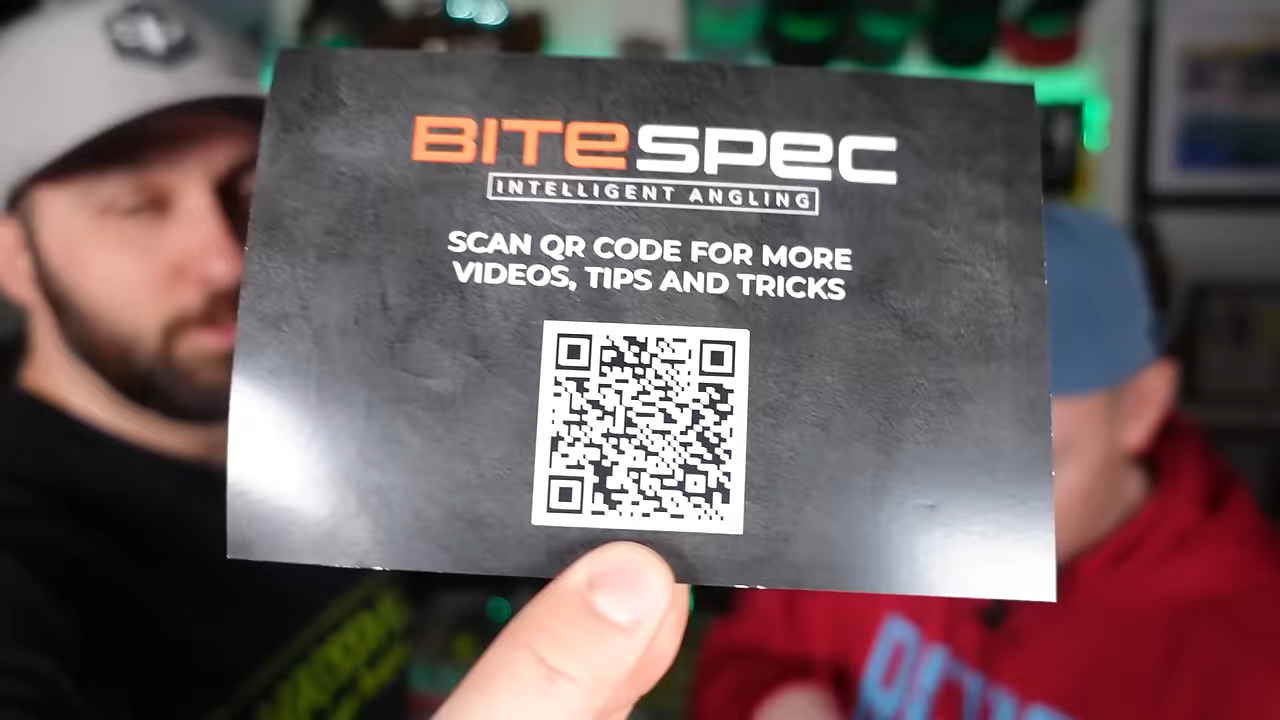 BITESPEC
INTELLIGENT ANGLING
SCAN QR CODE FOR MORE
VIDEOS, TIPS AND TRICKS